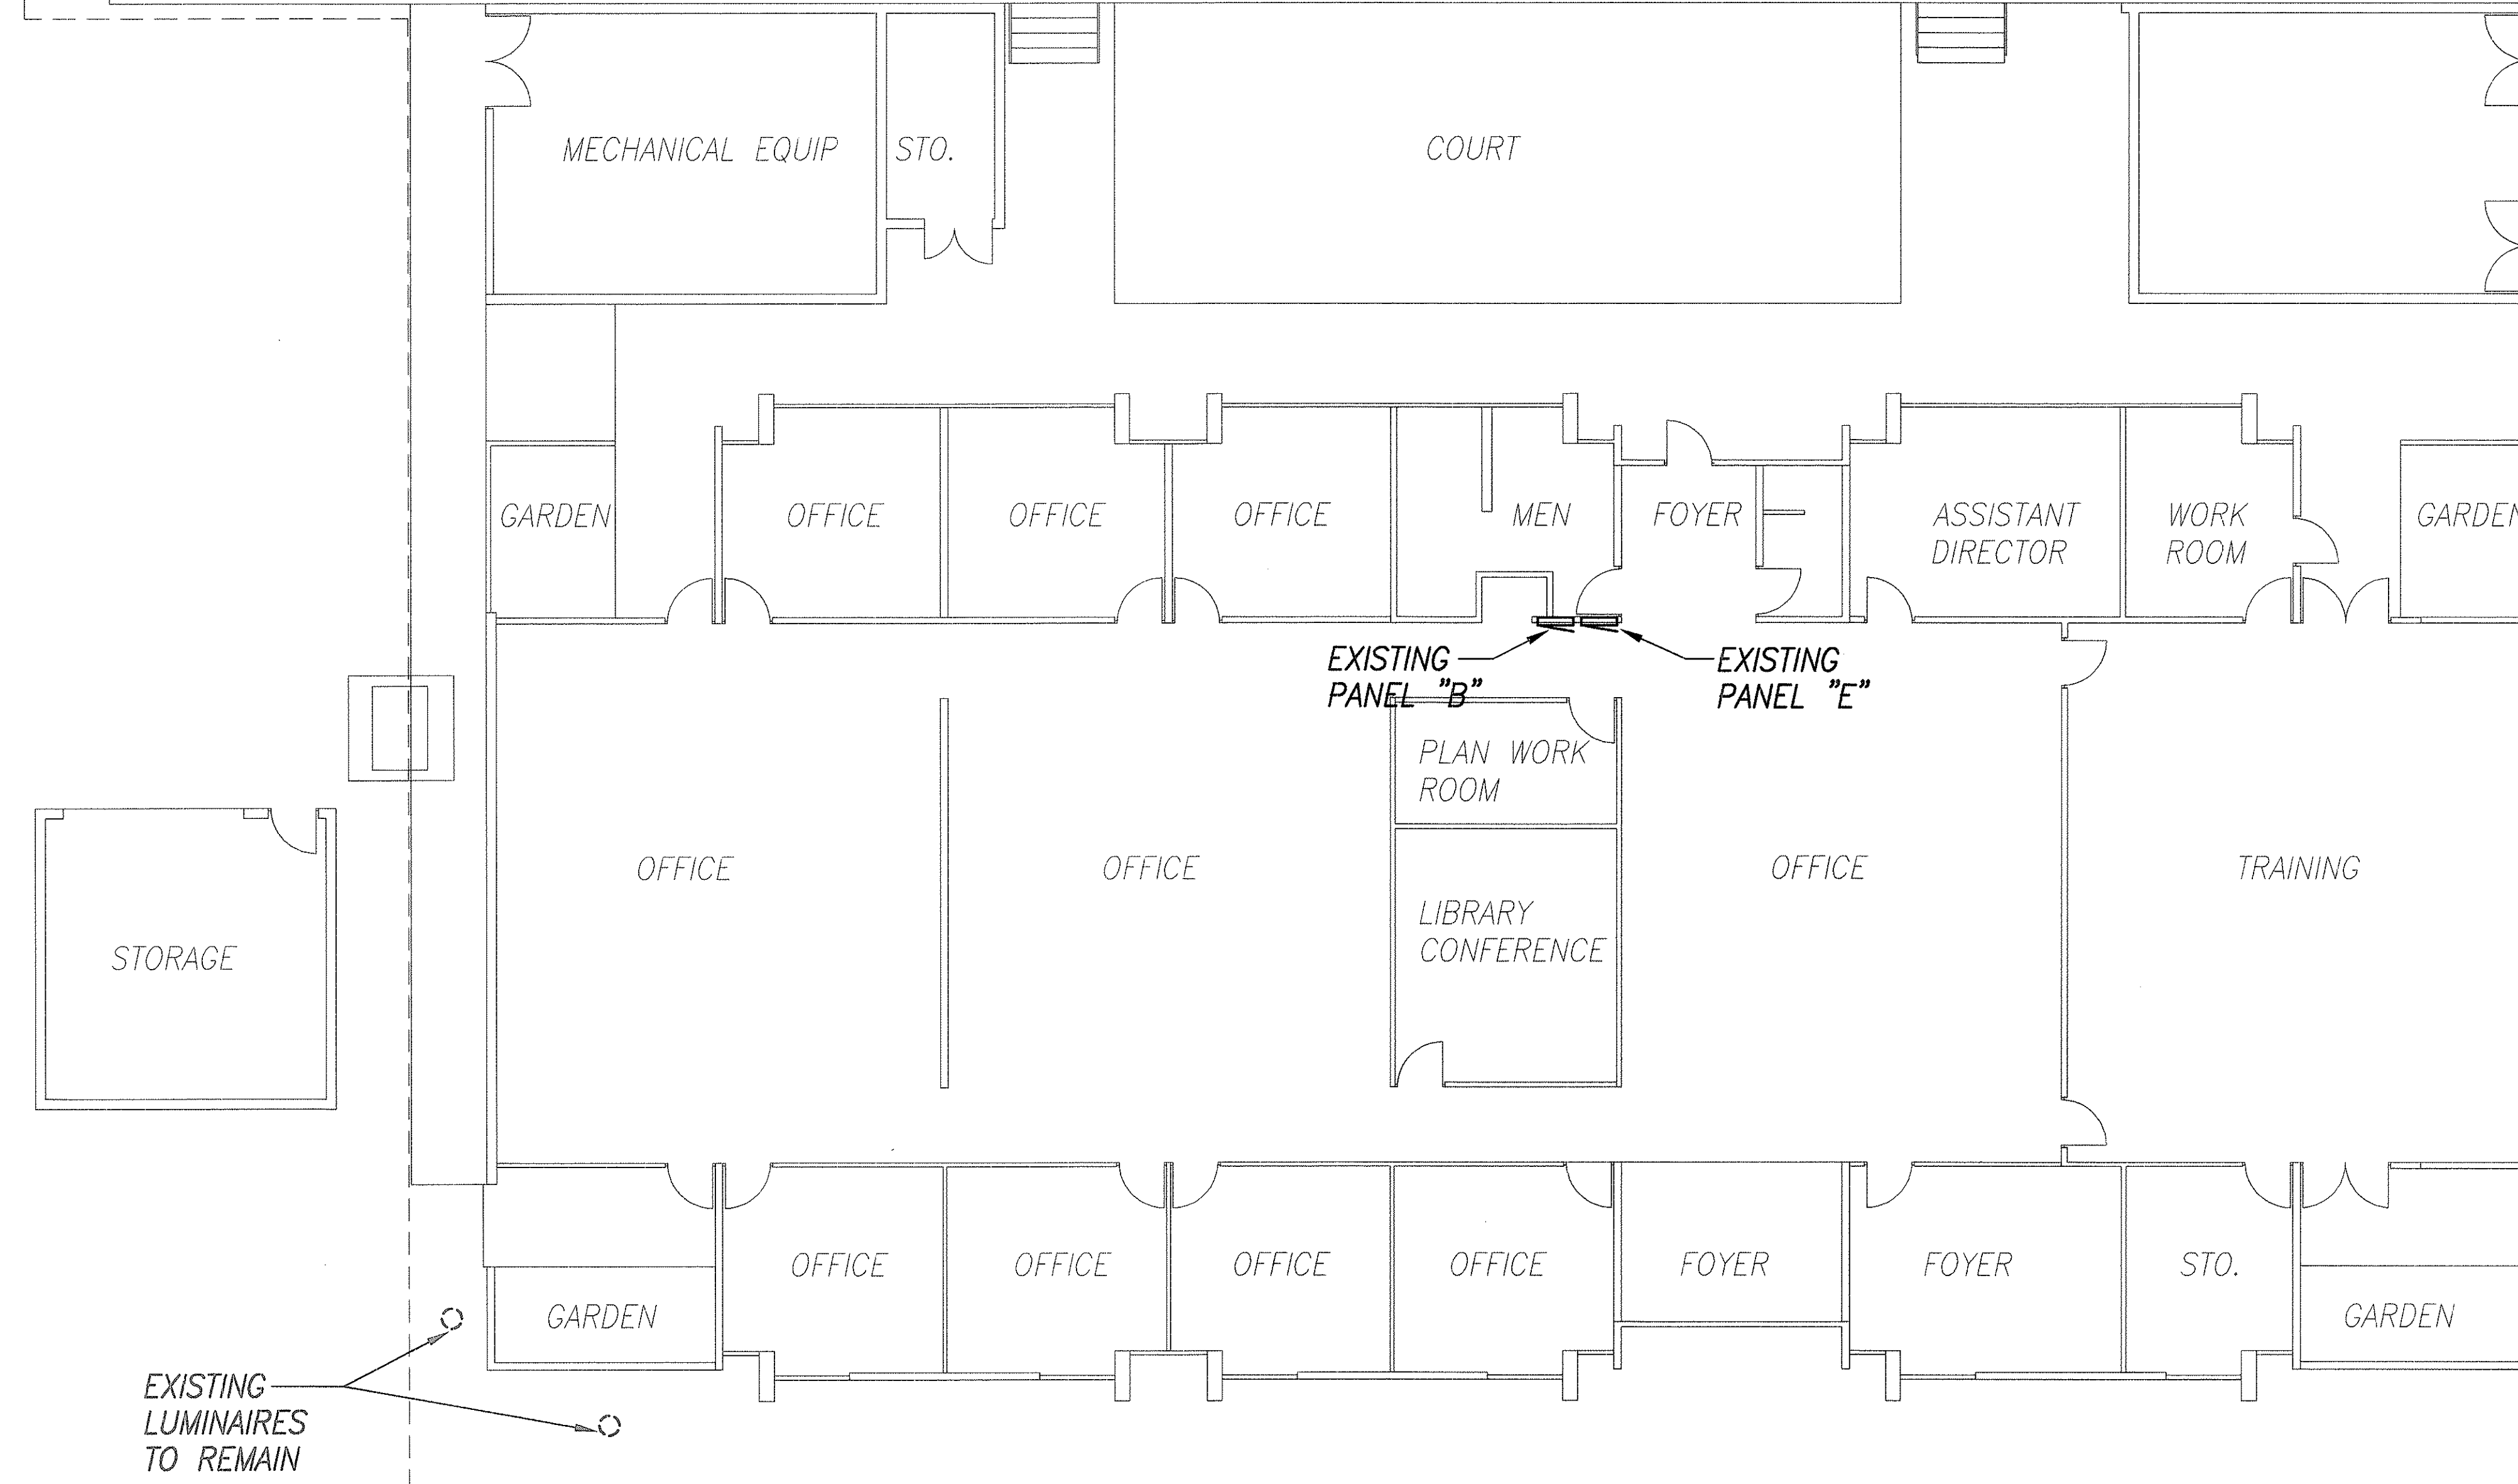 MECHANICAL EQUIP
STO.
COURT
GARDEN
OFFICE
OFFICE
OFFICE
MEN
FOYER
ASSISTANT
DIRECTOR
WORK
ROOM
GARDEN
EXISTING
PANEL "B"
EXISTING
PANEL "E"
PLAN WORK
ROOM
OFFICE
OFFICE
OFFICE
TRAINING
LIBRARY
CONFERENCE
STORAGE
OFFICE
OFFICE
OFFICE
OFFICE
FOYER
FOYER
STO.
GARDEN
GARDEN
EXISTING
LUMINAIRES
TO REMAIN